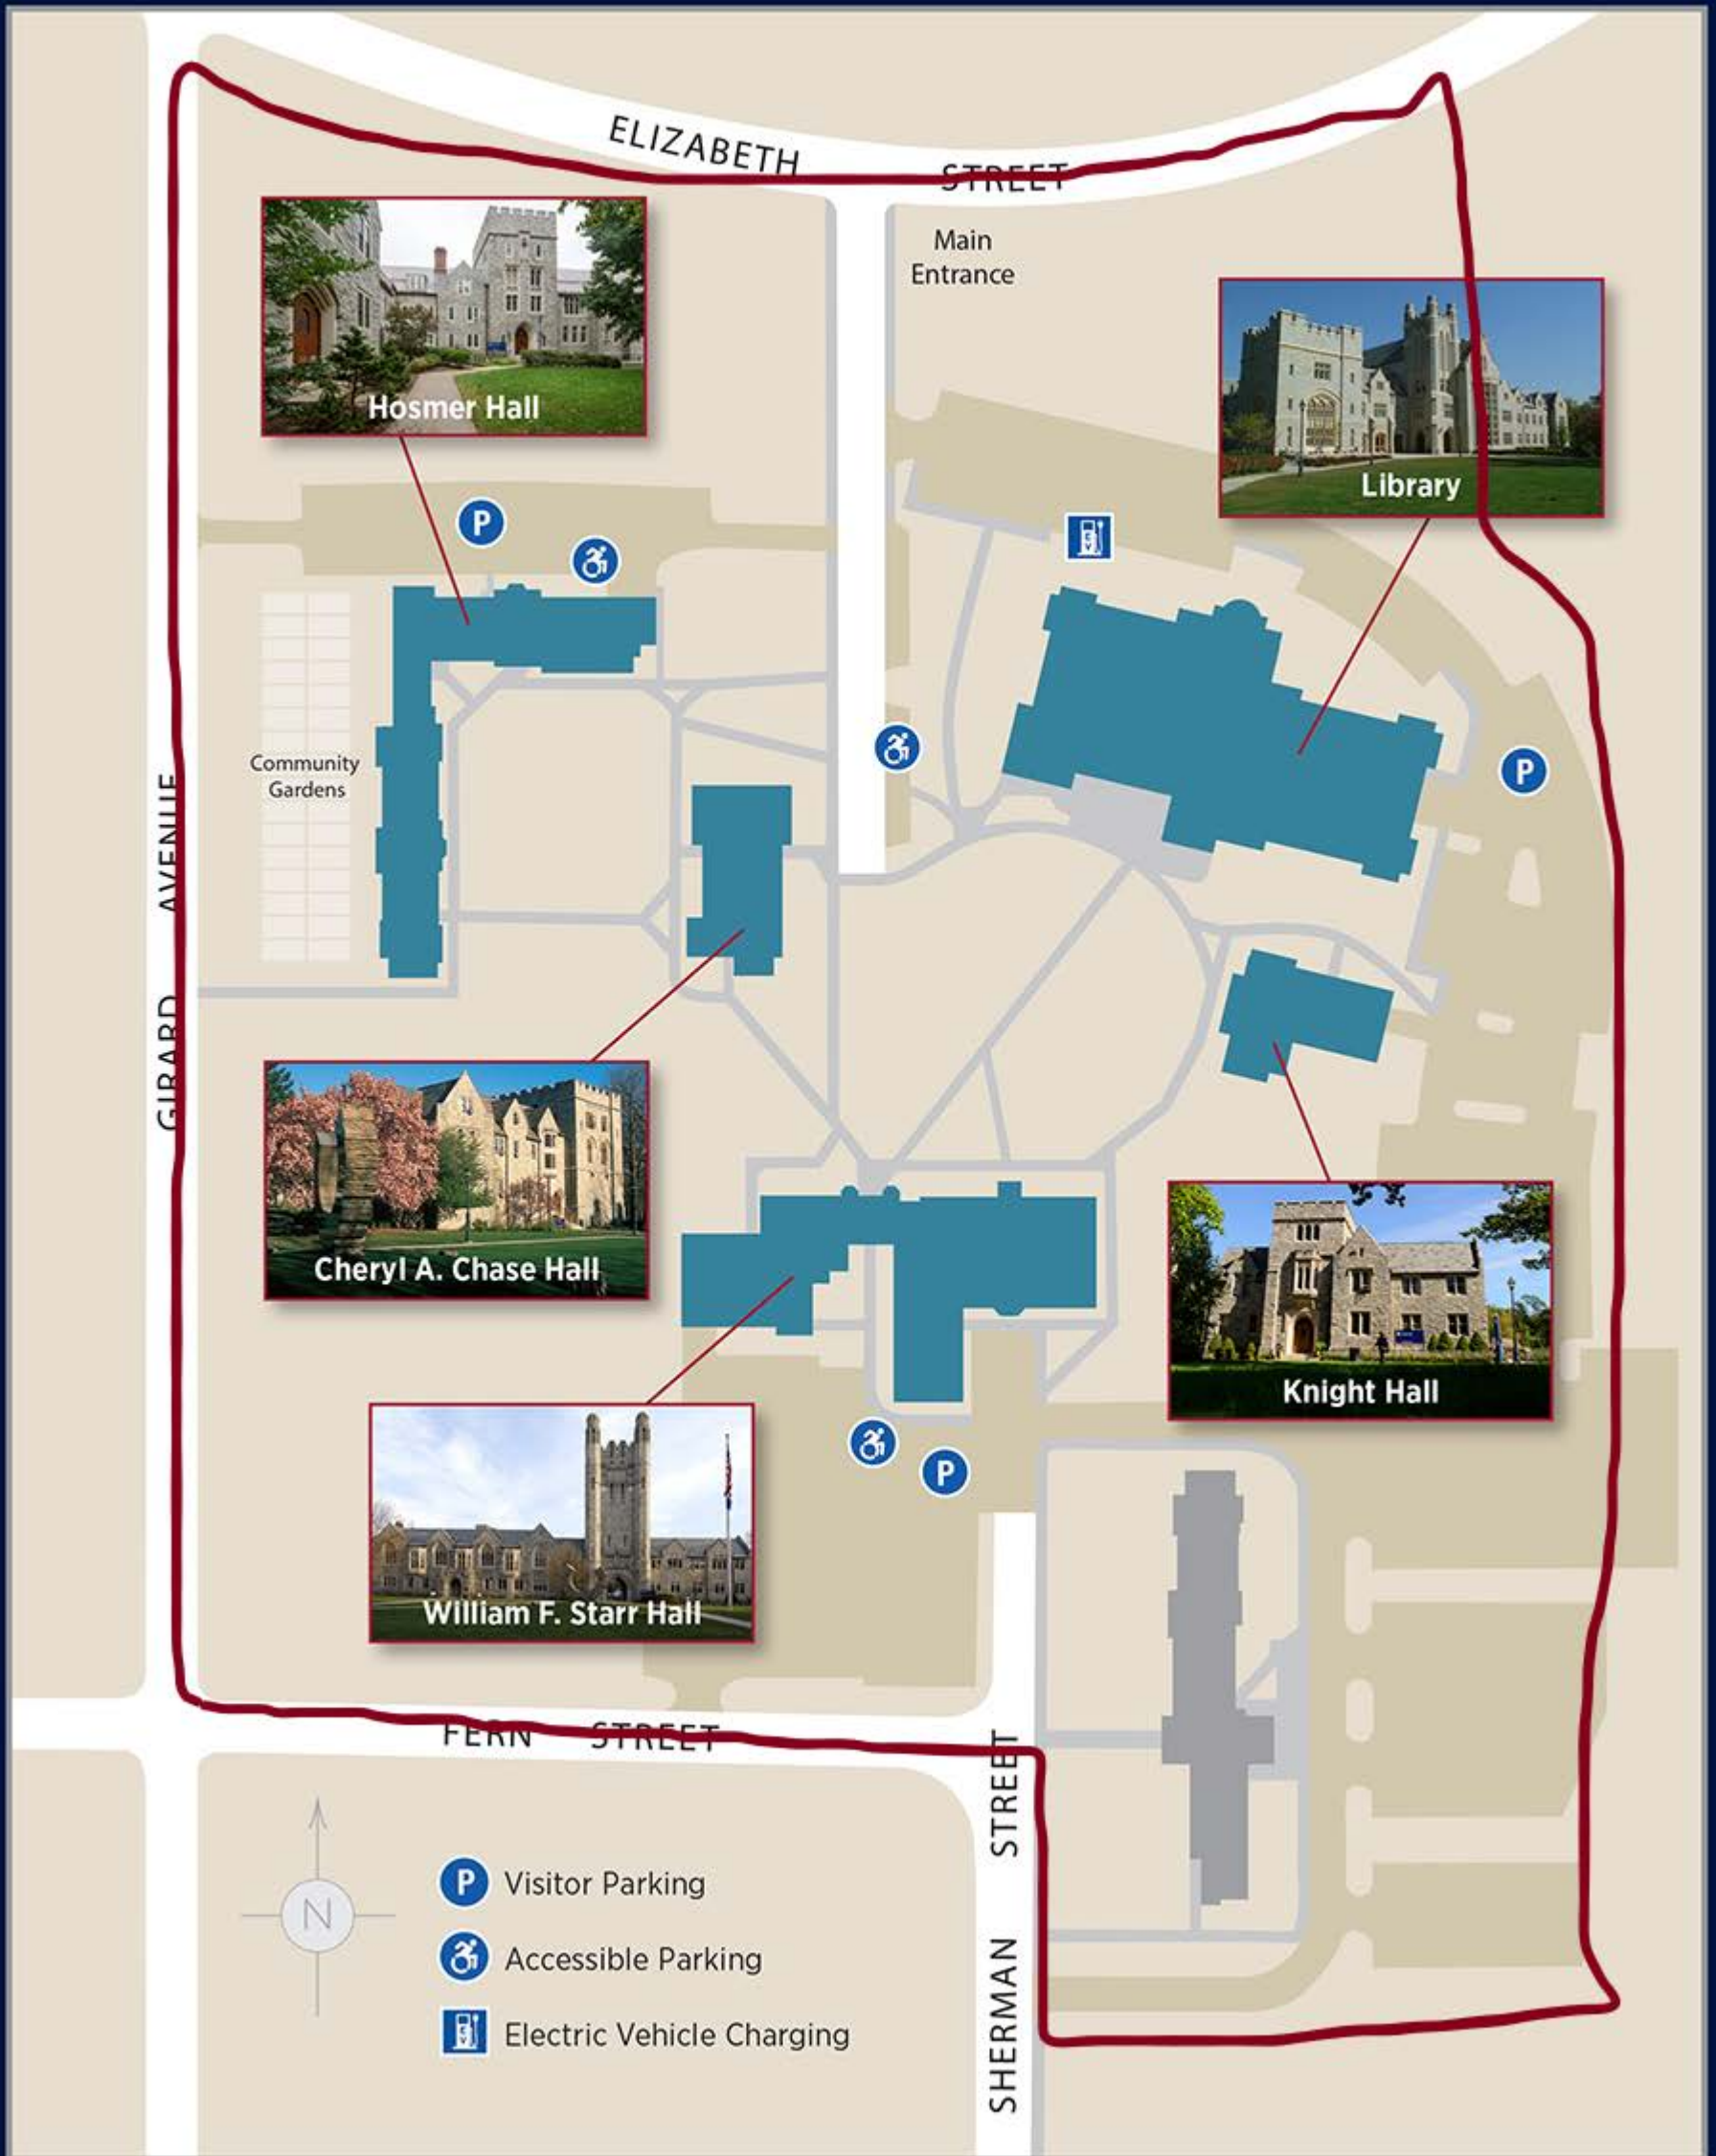 ELIZABETH STREET
Main
Entrance
Hosmer Hall
Library
P
P
Community
Gardens
GIRARD AVENUE
Cheryl A. Chase Hall
Knight Hall
William F. Starr Hall
P
FERN STREET
SHERMAN STREET
N
P Visitor Parking
Accessible Parking
EV Electric Vehicle Charging